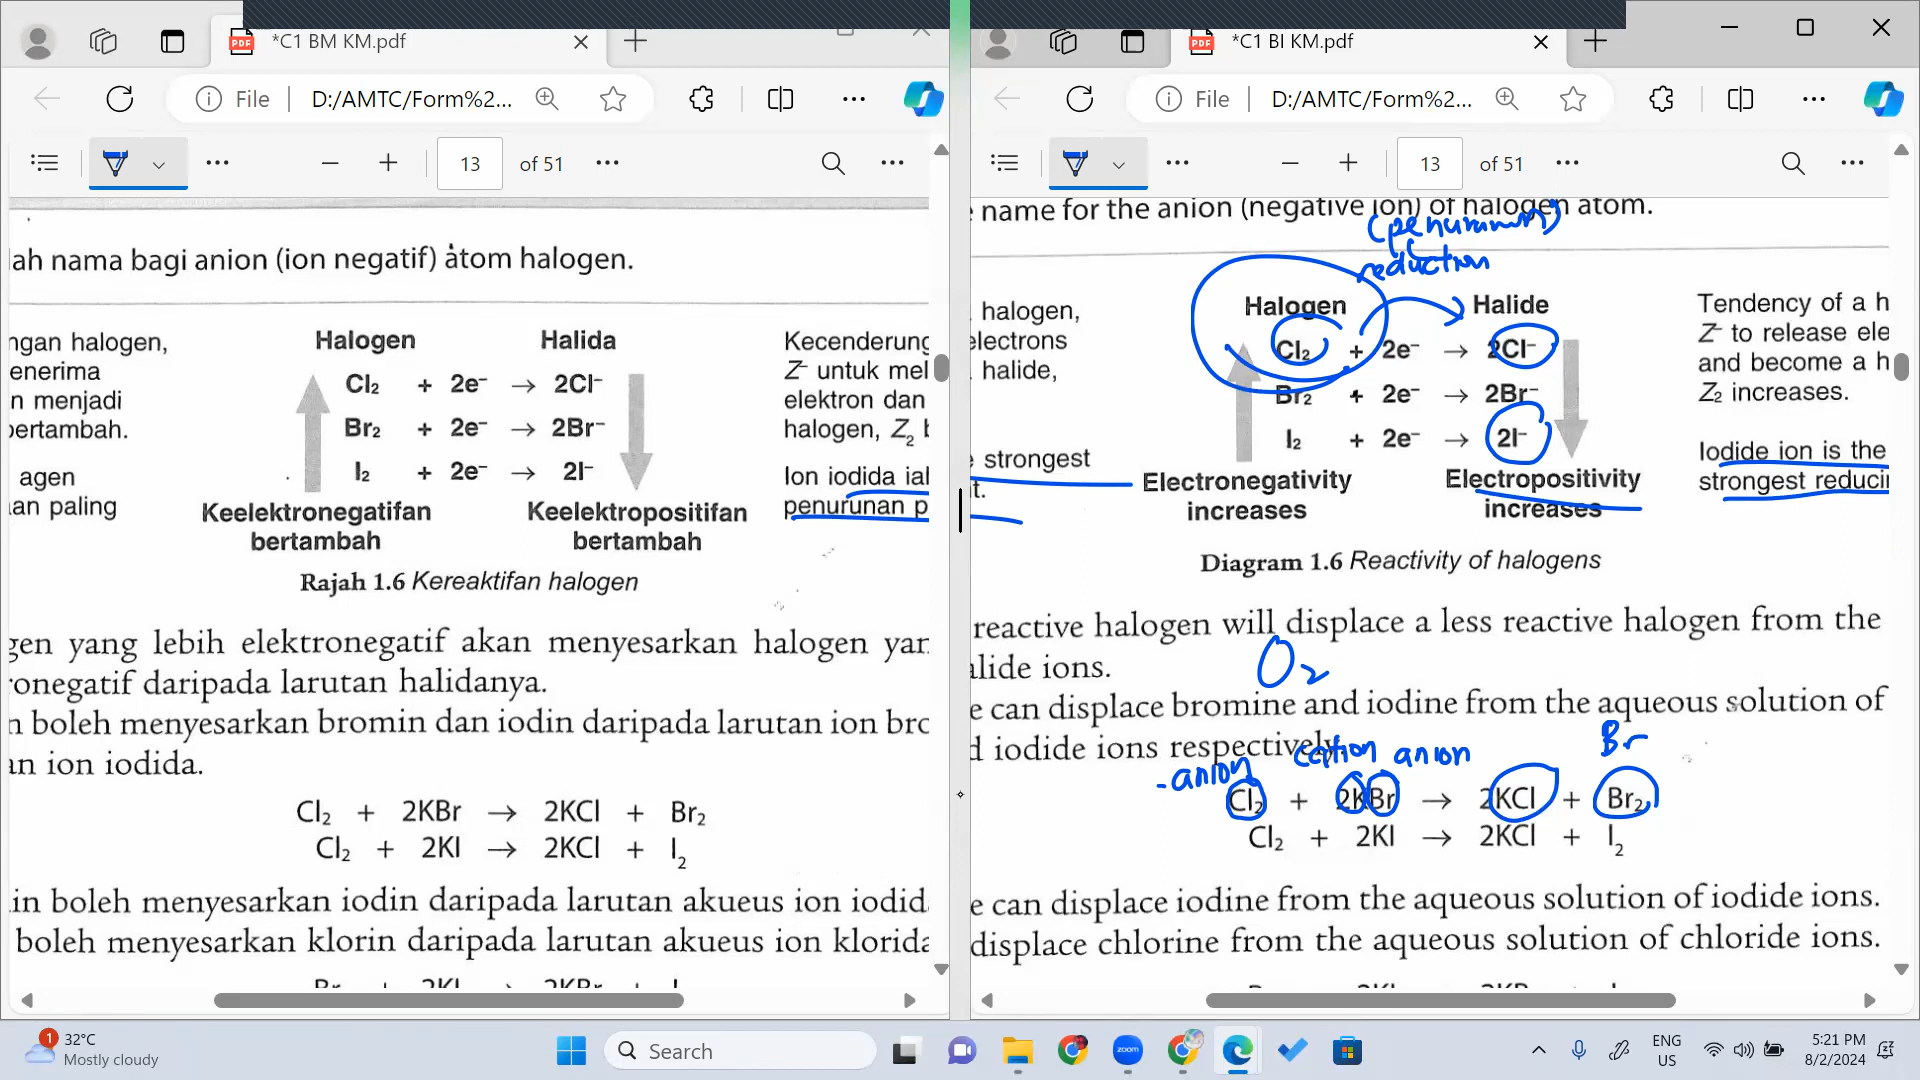 *C1 BM KM.pdf
File
D:/AMTC/Form%2...
13 of 51
lah nama bagi anion (ion negatif) atom halogen.
ngan halogen,
enerima
n menjadi
bertambah.
agen
an paling
Halogen Halida
Cl₂ + 2e⁻ → 2Cl⁻
Br₂ + 2e⁻ → 2Br⁻
I₂ + 2e⁻ → 2I⁻
Keelektronegatifan
bertambah
Keelektropositifan
bertambah
Kecenderung
Z⁻ untuk mel
elektron dan
halogen, Z₂ b
Ion iodida ial
penurunan p
Rajah 1.6 Kereaktifan halogen
gen yang lebih elektronegatif akan menyesarkan halogen yan
ronegatif daripada larutan halidanya.
n boleh menyesarkan bromin dan iodin daripada larutan ion bro
an ion iodida.
Cl₂ + 2KBr → 2KCl + Br₂
Cl₂ + 2KI → 2KCl + I₂
in boleh menyesarkan iodin daripada larutan akueus ion iodid
boleh menyesarkan klorin daripada larutan akueus ion klorida
*C1 BI KM.pdf
File
D:/AMTC/Form%2...
13 of 51
name for the anion (negative ion) of halogen atom.
(penurunan)
reduction
halogen,
electrons
halide,
strongest
t.
Halogen Halide
Cl₂ + 2e⁻ → 2Cl⁻
Br₂ + 2e⁻ → 2Br⁻
I₂ + 2e⁻ → 2I⁻
Electronegativity
increases
Electropositivity
increases
Tendency of a h
Z⁻ to release ele
and become a h
Z₂ increases.
Iodide ion is the
strongest reduci
Diagram 1.6 Reactivity of halogens
reactive halogen will displace a less reactive halogen from the
alide ions.
O₂
e can displace bromine and iodine from the aqueous solution of
d iodide ions respectively.
-anion cation anion Br
Cl₂ + 2KBr → 2KCl + Br₂
Cl₂ + 2KI → 2KCl + I₂
e can displace iodine from the aqueous solution of iodide ions.
displace chlorine from the aqueous solution of chloride ions.
1
32°C
Mostly cloudy
Search
zoom
ENG
US
5:21 PM
8/2/2024